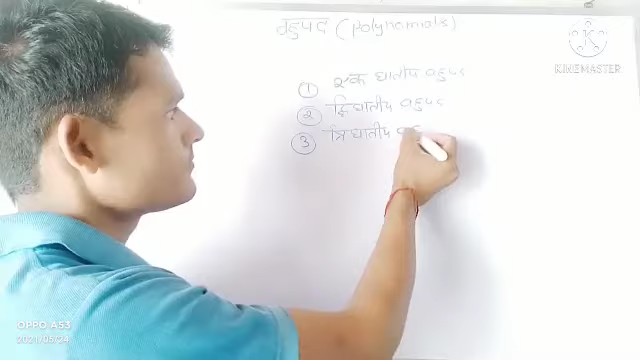 बहुपद (Polynomials)
① एक घातीय बहुपद
② द्विघातीय बहुपद
③ त्रिघातीय बहु
KINEMASTER
OPPO A53
2021/05/24